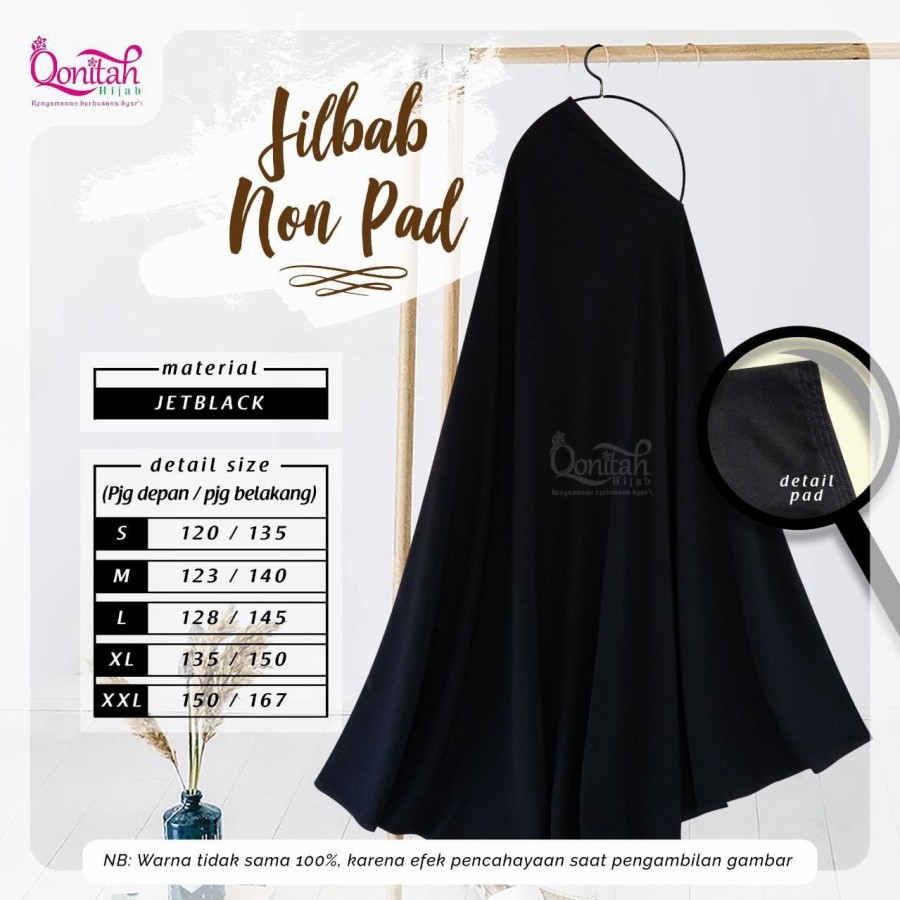 Qonitah
Hijab
Kenyamanan berbusana syar'i
Jilbab
Non Pad
material
JETBLACK
detail size
(Pjg depan / pjg belakang)
S 120 / 135
M 123 / 140
L 128 / 145
XL 135 / 150
XXL 150 / 167
Qonitah
Hijab
Kenyamanan berbusana syar'i
detail
pad
NB: Warna tidak sama 100%, karena efek pencahayaan saat pengambilan gambar